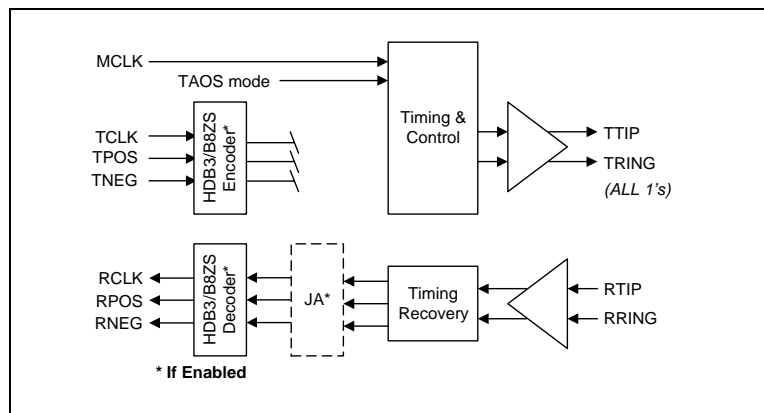 MCLK
TAOS mode
TCLK
TPOS
TNEG
HDB3/B8ZS
Encoder*
Timing &
Control
TTIP
TRING
(ALL 1's)
RCLK
RPOS
RNEG
HDB3/B8ZS
Decoder*
JA*
Timing
Recovery
RTIP
RRING
* If Enabled